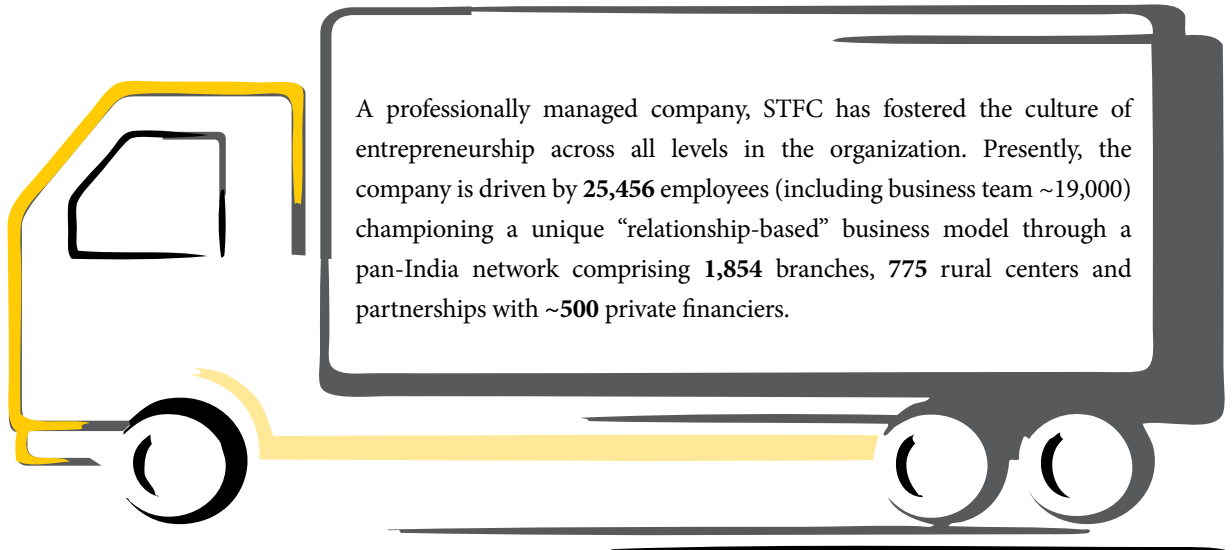 A professionally managed company, STFC has fostered the culture of
entrepreneurship across all levels in the organization. Presently, the
company is driven by 25,456 employees (including business team ~19,000)
championing a unique “relationship-based” business model through a
pan-India network comprising 1,854 branches, 775 rural centers and
partnerships with ~500 private financiers.